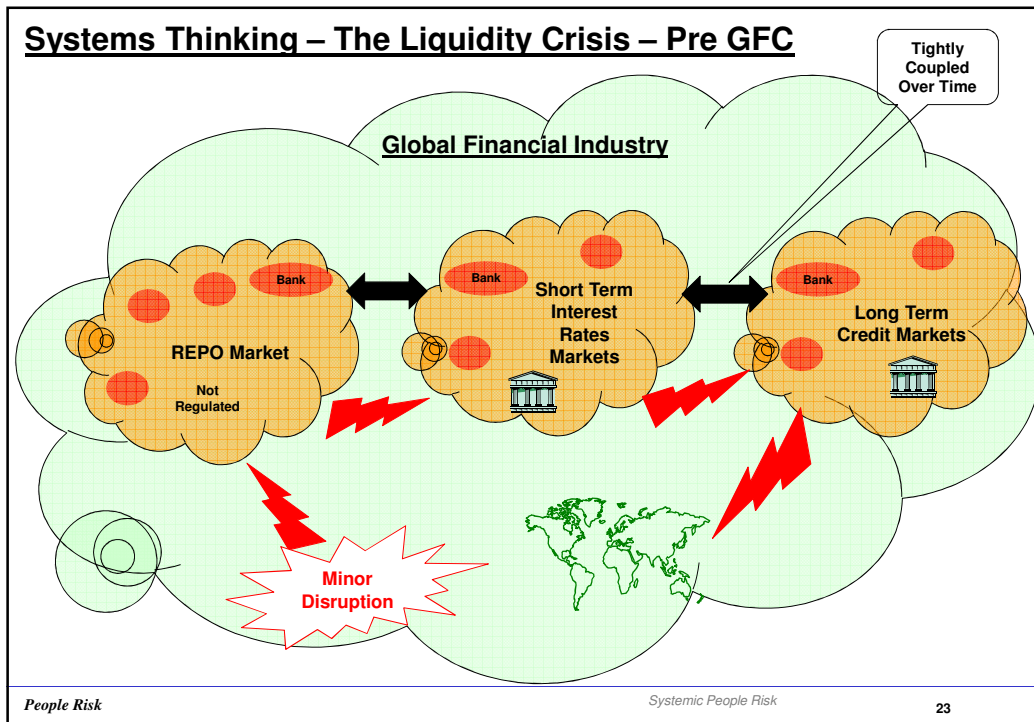 Systems Thinking – The Liquidity Crisis – Pre GFC
Tightly
Coupled
Over Time
Global Financial Industry
Bank
REPO Market
Not
Regulated
Bank
Short Term
Interest
Rates
Markets
Bank
Long Term
Credit Markets
Minor
Disruption
People Risk
Systemic People Risk
23